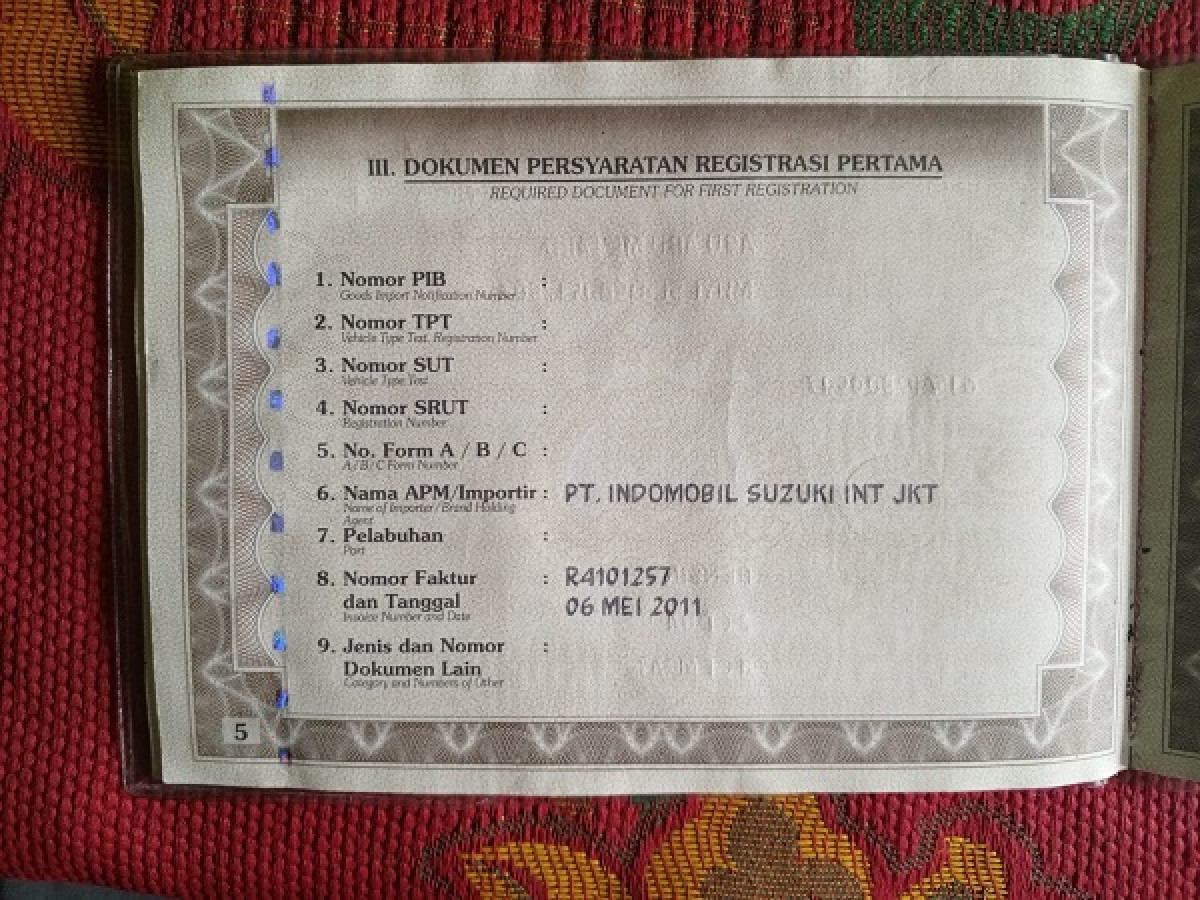 III. DOKUMEN PERSYARATAN REGISTRASI PERTAMA
REQUIRED DOCUMENT FOR FIRST REGISTRATION
1. Nomor PIB :
Goods Import Notification Number
2. Nomor TPT :
Vehicle Type Test, Registration Number
3. Nomor SUT :
Vehicle Type Test
4. Nomor SRUT :
Registration Number
5. No. Form A / B / C :
A / B / C Form Number
6. Nama APM/Importir : PT. INDOMOBIL SUZUKI INT JKT
Name of Importer / Brand Holding
Agent
7. Pelabuhan :
Port
8. Nomor Faktur : R4101257
dan Tanggal 06 MEI 2011
Invoice Number and Date
9. Jenis dan Nomor :
Dokumen Lain
Category and Numbers of Other
5